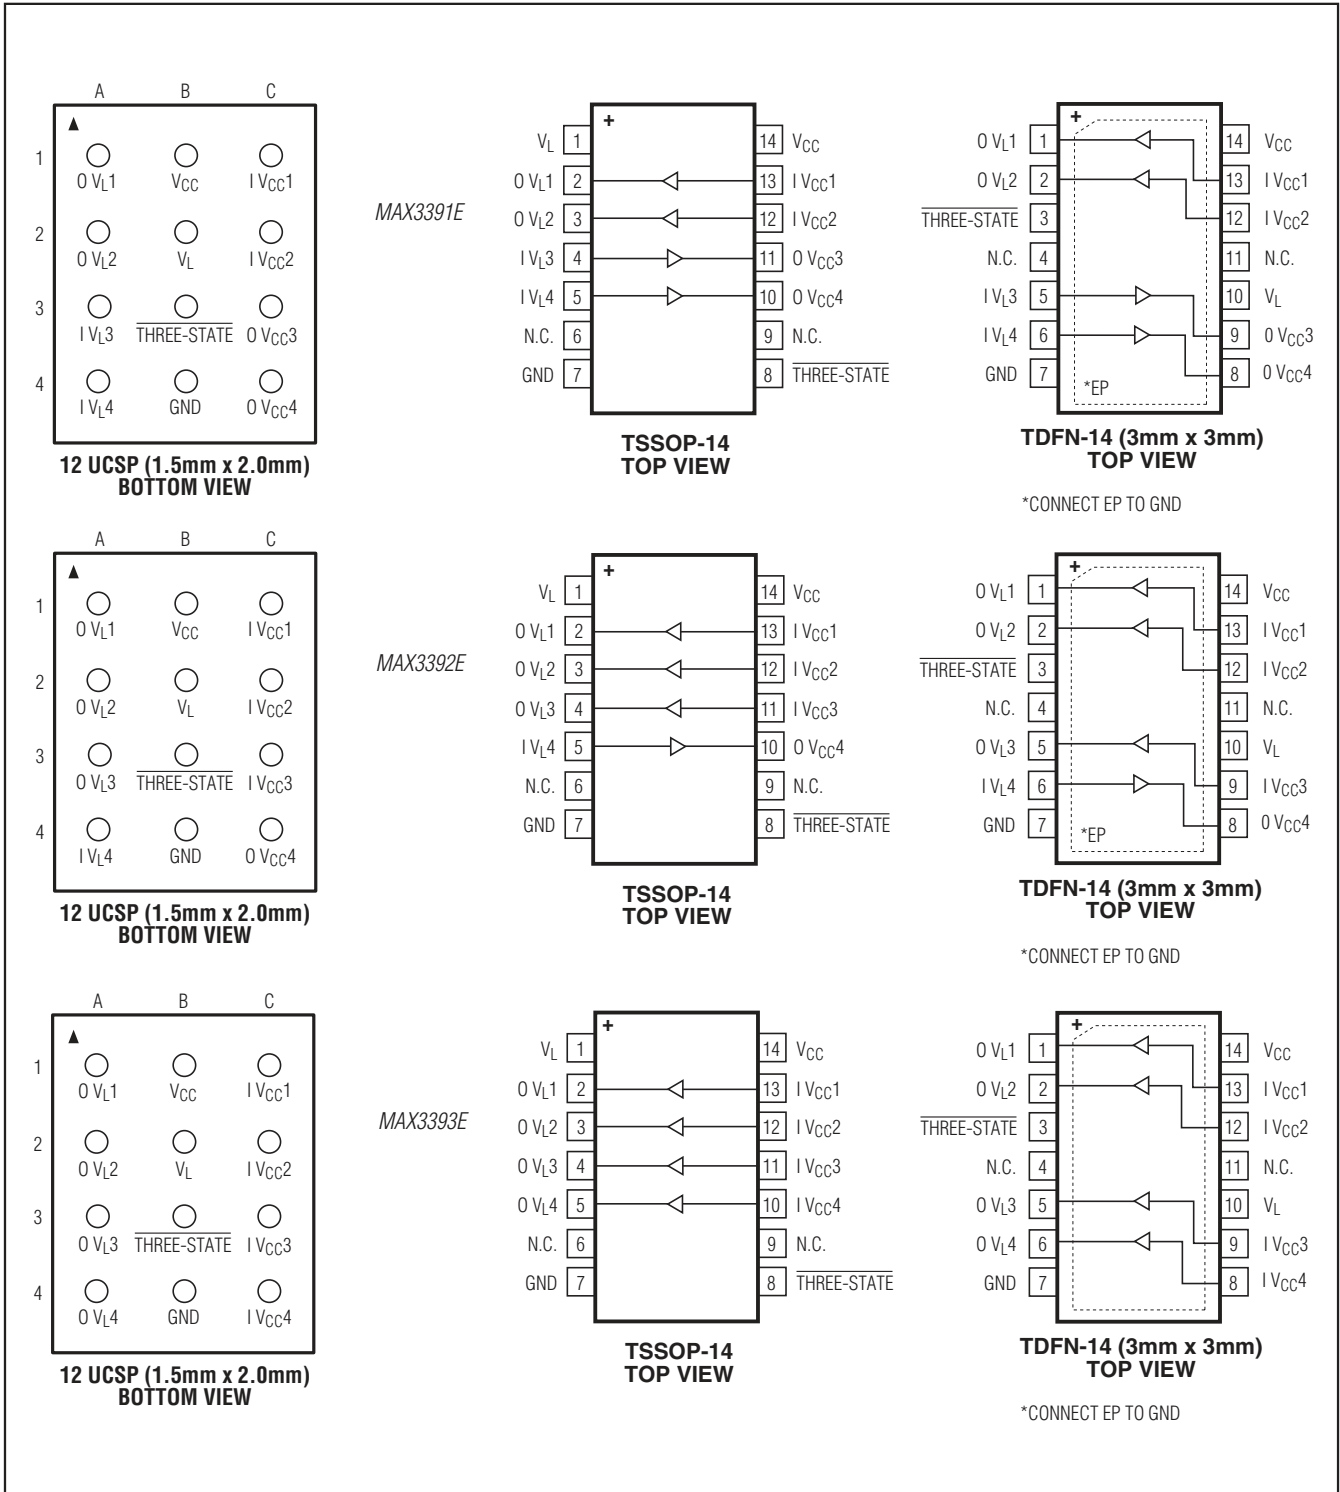 A B C
1
O VL1 VCC I VCC1
2
O VL2 VL I VCC2
3
I VL3 THREE-STATE O VCC3
4
I VL4 GND O VCC4
12 UCSP (1.5mm x 2.0mm)
BOTTOM VIEW
MAX3391E
+
VL 1 14 VCC
O VL1 2 13 I VCC1
O VL2 3 12 I VCC2
I VL3 4 11 O VCC3
I VL4 5 10 O VCC4
N.C. 6 9 N.C.
GND 7 8 THREE-STATE
TSSOP-14
TOP VIEW
+
O VL1 1 14 VCC
O VL2 2 13 I VCC1
THREE-STATE 3 12 I VCC2
N.C. 4 11 N.C.
I VL3 5 10 VL
I VL4 6 9 O VCC3
GND 7 8 O VCC4
*EP
TDFN-14 (3mm x 3mm)
TOP VIEW
*CONNECT EP TO GND
A B C
1
O VL1 VCC I VCC1
2
O VL2 VL I VCC2
3
O VL3 THREE-STATE I VCC3
4
I VL4 GND O VCC4
12 UCSP (1.5mm x 2.0mm)
BOTTOM VIEW
MAX3392E
+
VL 1 14 VCC
O VL1 2 13 I VCC1
O VL2 3 12 I VCC2
O VL3 4 11 I VCC3
I VL4 5 10 O VCC4
N.C. 6 9 N.C.
GND 7 8 THREE-STATE
TSSOP-14
TOP VIEW
+
O VL1 1 14 VCC
O VL2 2 13 I VCC1
THREE-STATE 3 12 I VCC2
N.C. 4 11 N.C.
O VL3 5 10 VL
I VL4 6 9 I VCC3
GND 7 8 O VCC4
*EP
TDFN-14 (3mm x 3mm)
TOP VIEW
*CONNECT EP TO GND
A B C
1
O VL1 VCC I VCC1
2
O VL2 VL I VCC2
3
O VL3 THREE-STATE I VCC3
4
O VL4 GND I VCC4
12 UCSP (1.5mm x 2.0mm)
BOTTOM VIEW
MAX3393E
+
VL 1 14 VCC
O VL1 2 13 I VCC1
O VL2 3 12 I VCC2
O VL3 4 11 I VCC3
O VL4 5 10 I VCC4
N.C. 6 9 N.C.
GND 7 8 THREE-STATE
TSSOP-14
TOP VIEW
+
O VL1 1 14 VCC
O VL2 2 13 I VCC1
THREE-STATE 3 12 I VCC2
N.C. 4 11 N.C.
O VL3 5 10 VL
O VL4 6 9 I VCC3
GND 7 8 I VCC4
TDFN-14 (3mm x 3mm)
TOP VIEW
*CONNECT EP TO GND